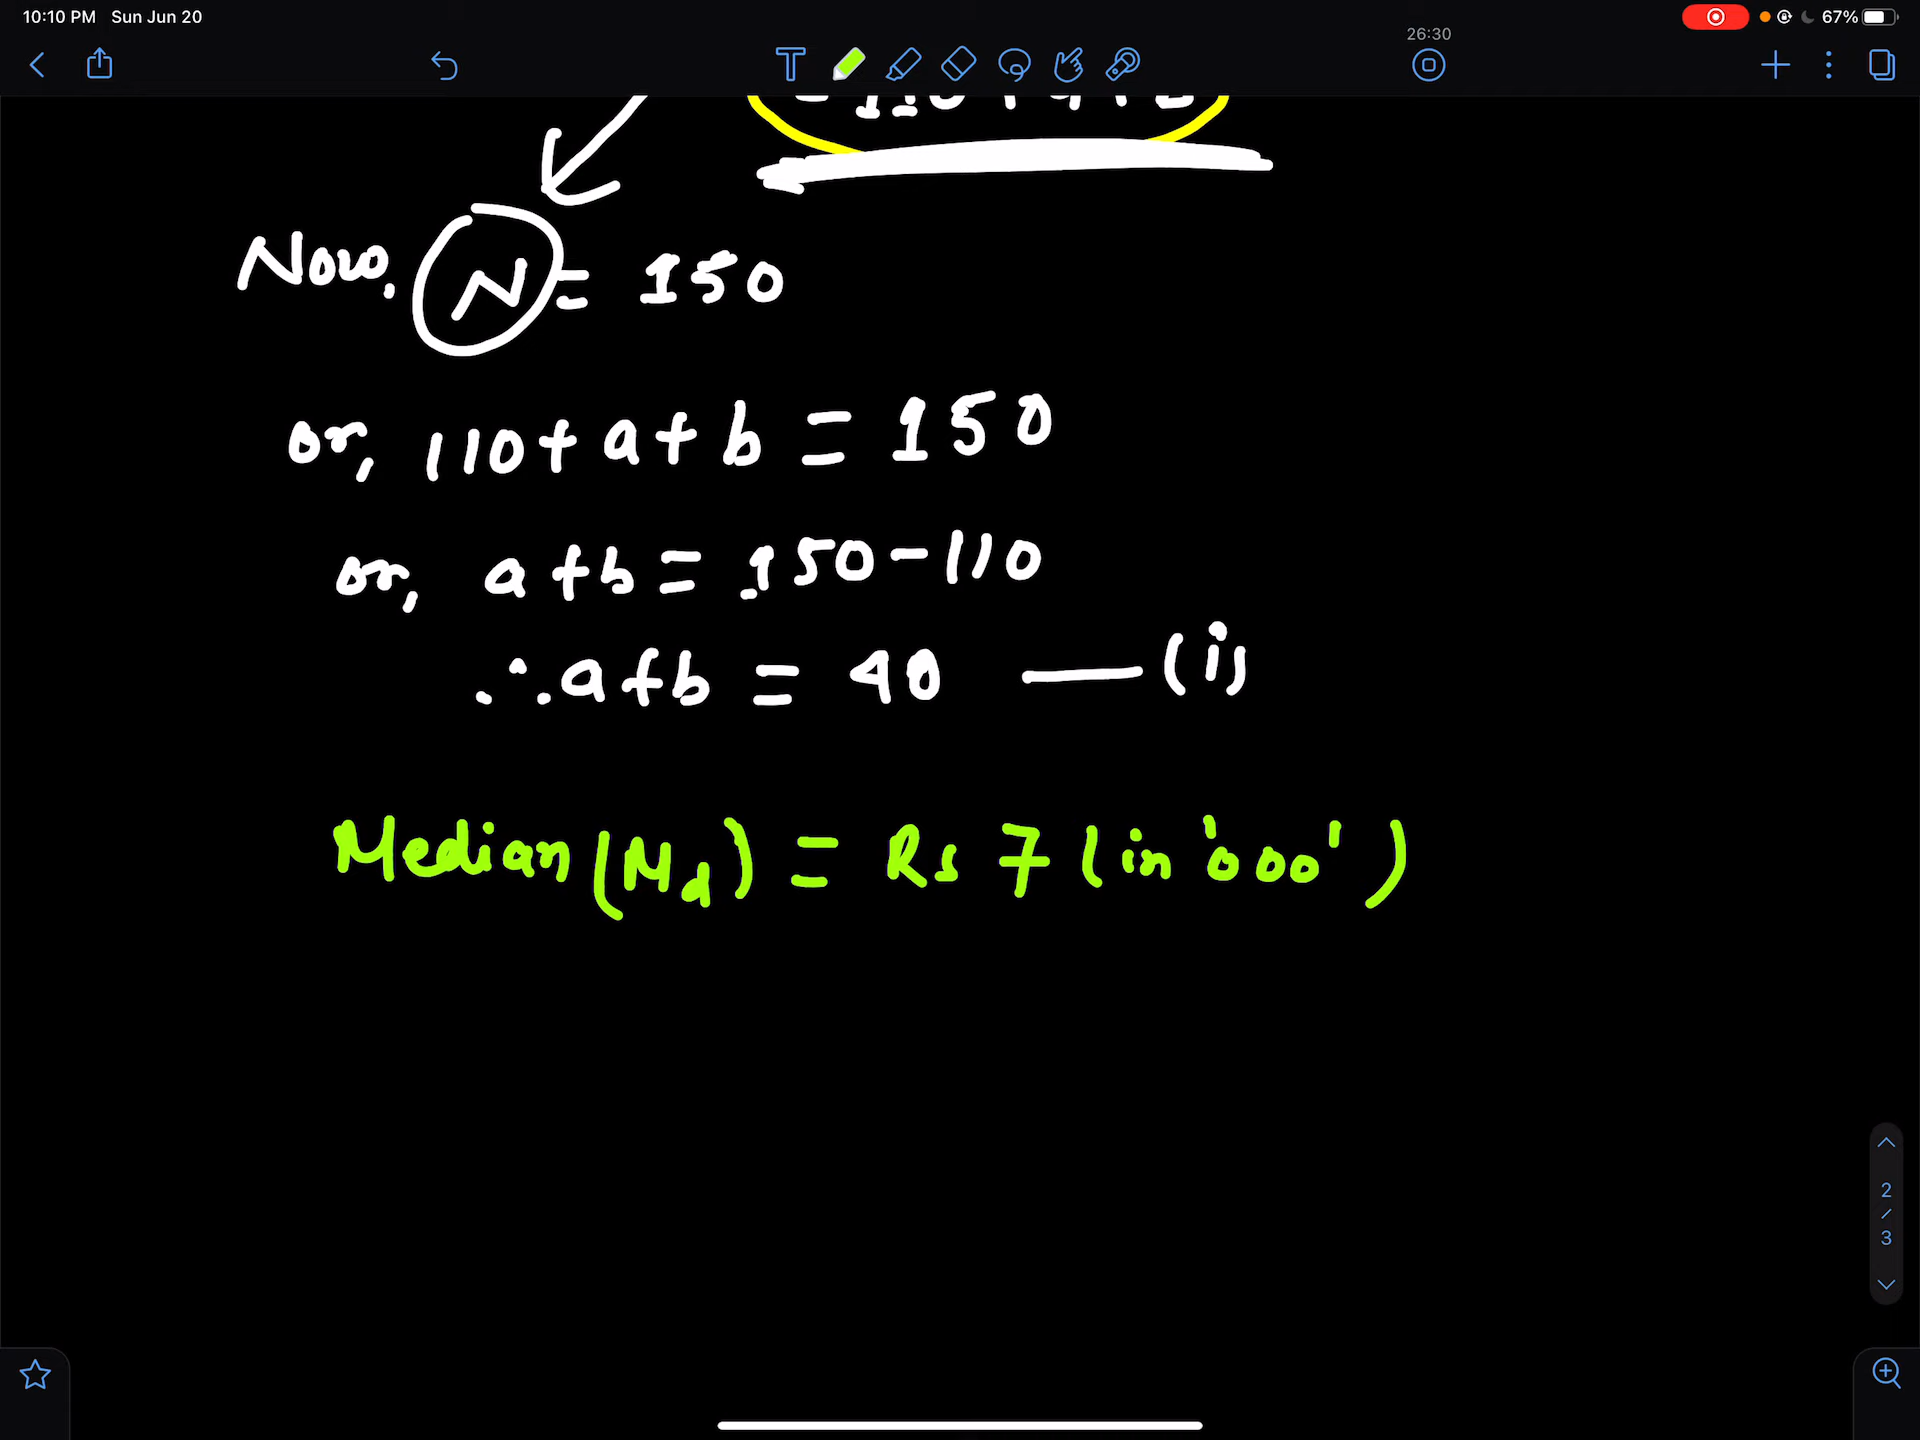 10:10 PM Sun Jun 20
67%
26:30
Now, N = 150
or, 110 + a + b = 150
or, a + b = 150 - 110
∴ a + b = 40 — (i)
Median (Md) = Rs 7 (in '000')
2
/
3